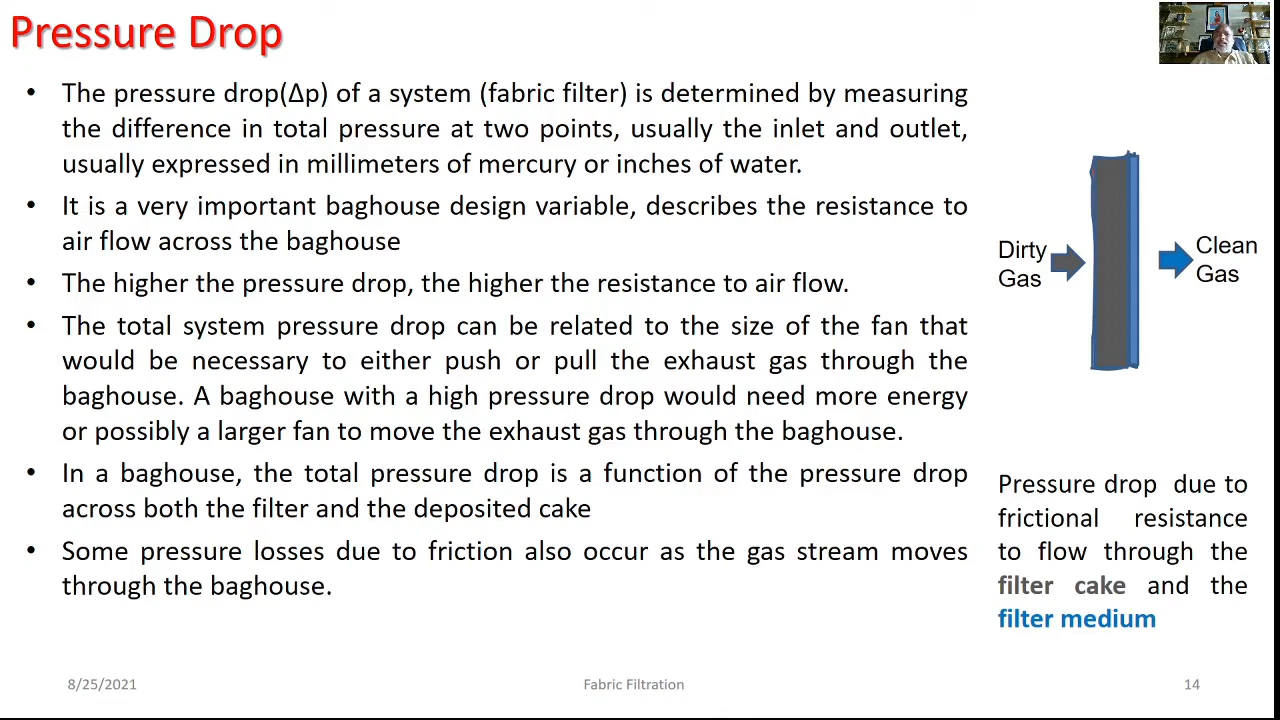 Pressure Drop
• The pressure drop(Δp) of a system (fabric filter) is determined by measuring
the difference in total pressure at two points, usually the inlet and outlet,
usually expressed in millimeters of mercury or inches of water.
• It is a very important baghouse design variable, describes the resistance to
air flow across the baghouse
• The higher the pressure drop, the higher the resistance to air flow.
• The total system pressure drop can be related to the size of the fan that
would be necessary to either push or pull the exhaust gas through the
baghouse. A baghouse with a high pressure drop would need more energy
or possibly a larger fan to move the exhaust gas through the baghouse.
• In a baghouse, the total pressure drop is a function of the pressure drop
across both the filter and the deposited cake
• Some pressure losses due to friction also occur as the gas stream moves
through the baghouse.
Dirty
Gas
Clean
Gas
Pressure drop due to
frictional resistance
to flow through the
filter cake and the
filter medium
8/25/2021
Fabric Filtration
14